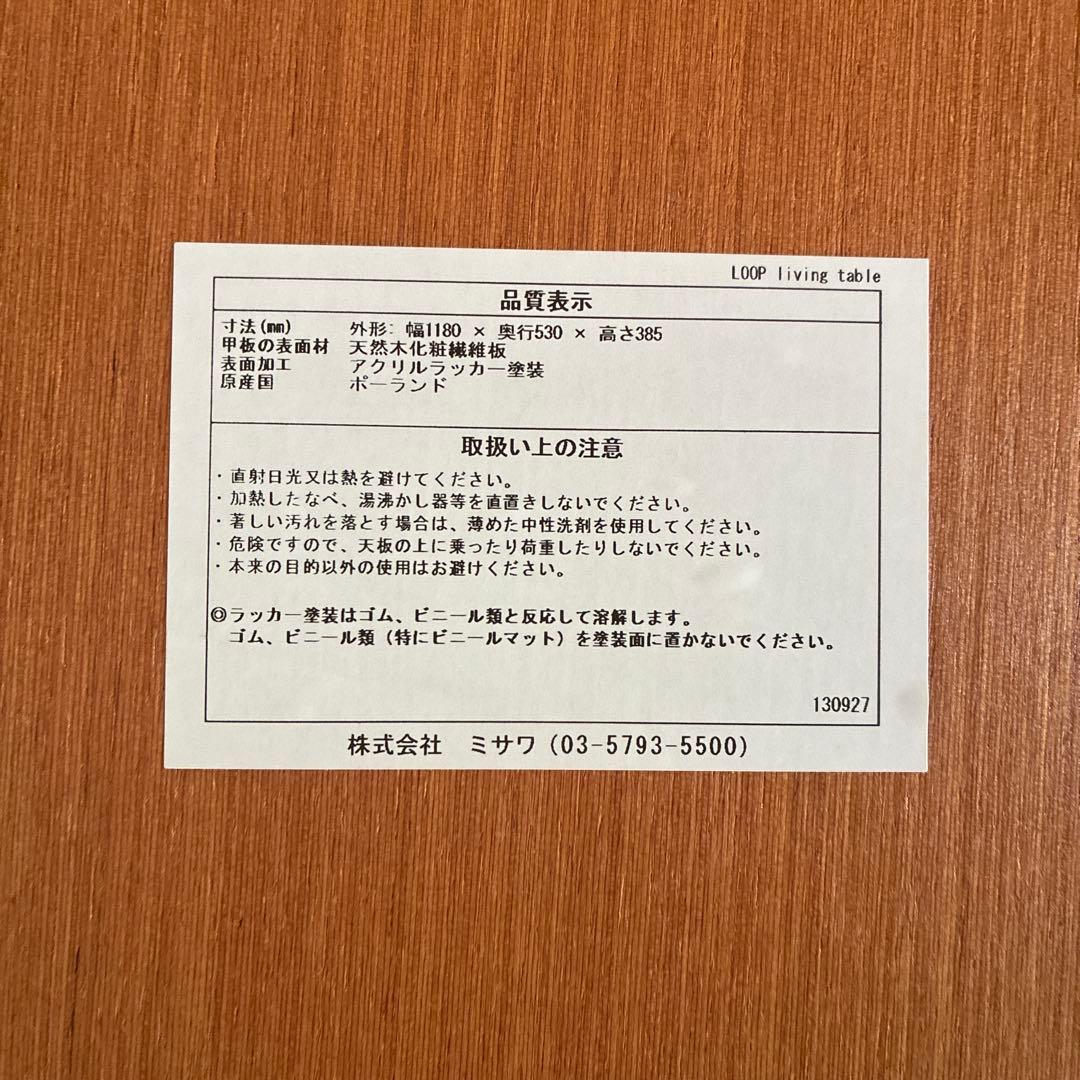 LOOP living table
品質表示
寸法(mm) 外形: 幅1180 × 奥行530 × 高さ385
甲板の表面材 天然木化粧繊維板
表面加工 アクリルラッカー塗装
原産国 ポーランド
取扱い上の注意
・直射日光又は熱を避けてください。
・加熱したなべ、湯沸かし器等を直置きしないでください。
・著しい汚れを落とす場合は、薄めた中性洗剤を使用してください。
・危険ですので、天板の上に乗ったり荷重したりしないでください。
・本来の目的以外の使用はお避けください。
◎ラッカー塗装はゴム、ビニール類と反応して溶解します。
ゴム、ビニール類（特にビニールマット）を塗装面に置かないでください。
130927
株式会社 ミサワ (03-5793-5500)